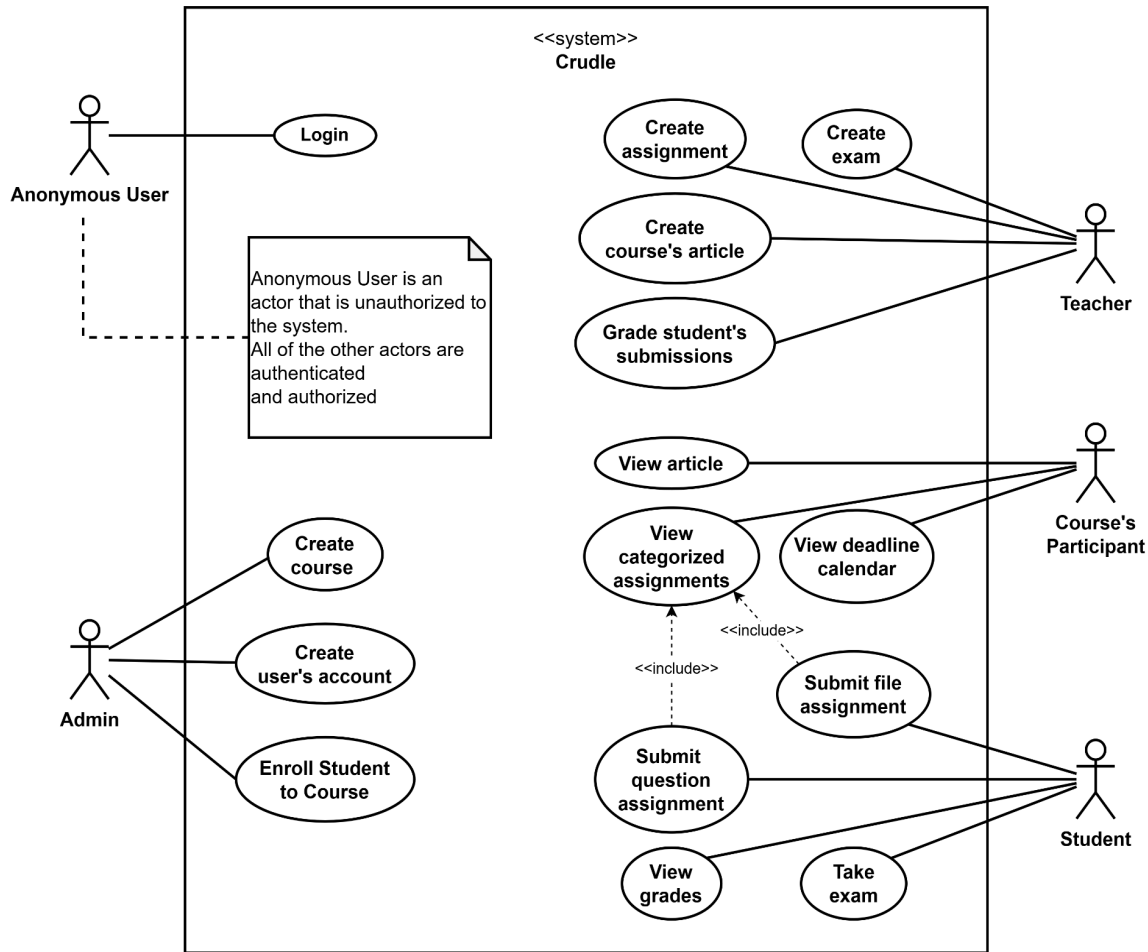 <<system>>
Crudle
Anonymous User
Login
Create
assignment
Create
exam
Create
course's article
Grade student's
submissions
Teacher
Anonymous User is an
actor that is unauthorized to
the system.
All of the other actors are
authenticated
and authorized
View article
View
categorized
assignments
View deadline
calendar
Course's
Participant
Create
course
Create
user's account
Enroll Student
to Course
Admin
<<include>>
<<include>>
Submit file
assignment
Submit
question
assignment
View
grades
Take
exam
Student